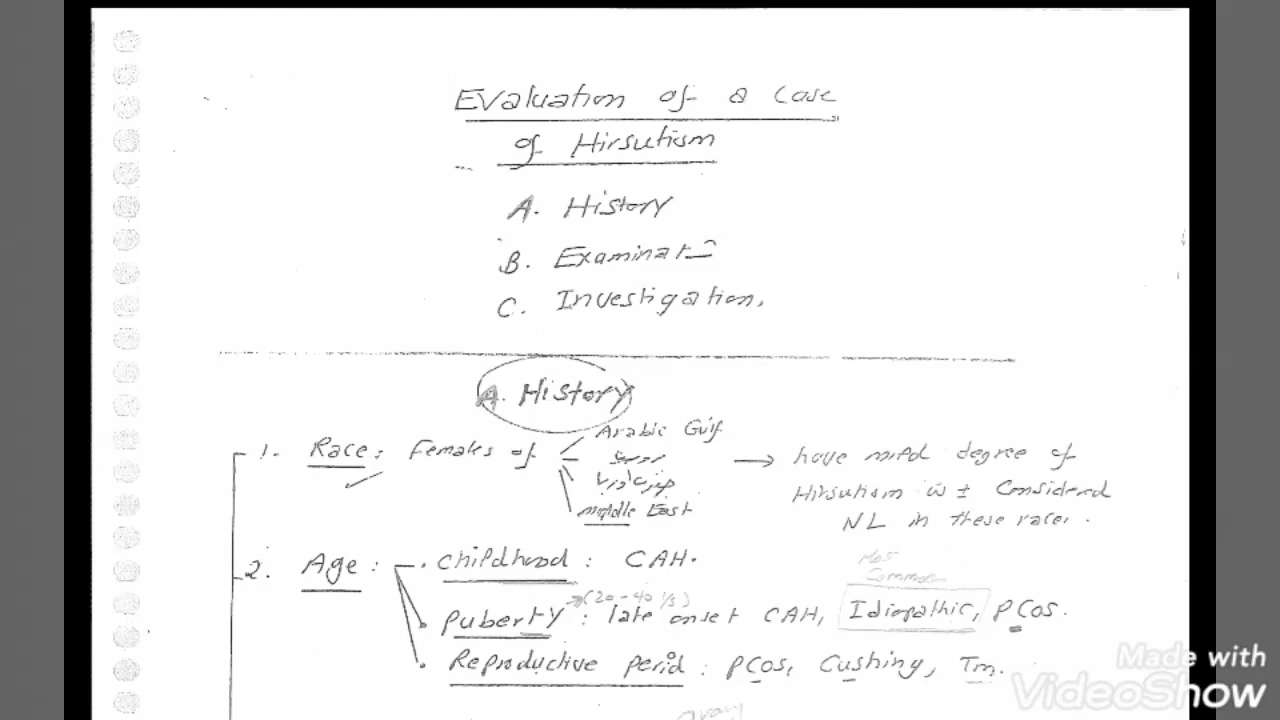 Evaluation of a Case
of Hirsutism
A. History
B. Examinat
C. Investigation,
A. History
1. Race: Females of
Arabic Gulf
middle East
→ have mild degree of
Hirsutism w̄ ± Considered
NL in these races.
2. Age:
• childhood: CAH.
Most
Common
• puberty: late onset CAH, Idiopathic, PCos.
→(20-40 %)
• Reproductive period: PCos, Cushing, Tm.
Ovary
Made with
VideoShow